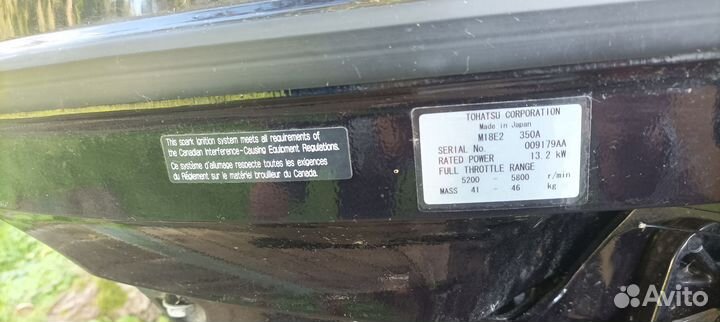 This spark ignition system meets all requirements of
the Canadian Interference-Causing Equipment Regulations.
Ce système d'allumage respecte toutes les exigences
du Règlement sur le matériel brouilleur du Canada.
TOHATSU CORPORATION
Made in Japan
M18E2 350A
SERIAL No. 009179AA
RATED POWER 13.2 kW
FULL THROTTLE RANGE
5200 - 5800 r/min
MASS 41 - 46 kg
Avito